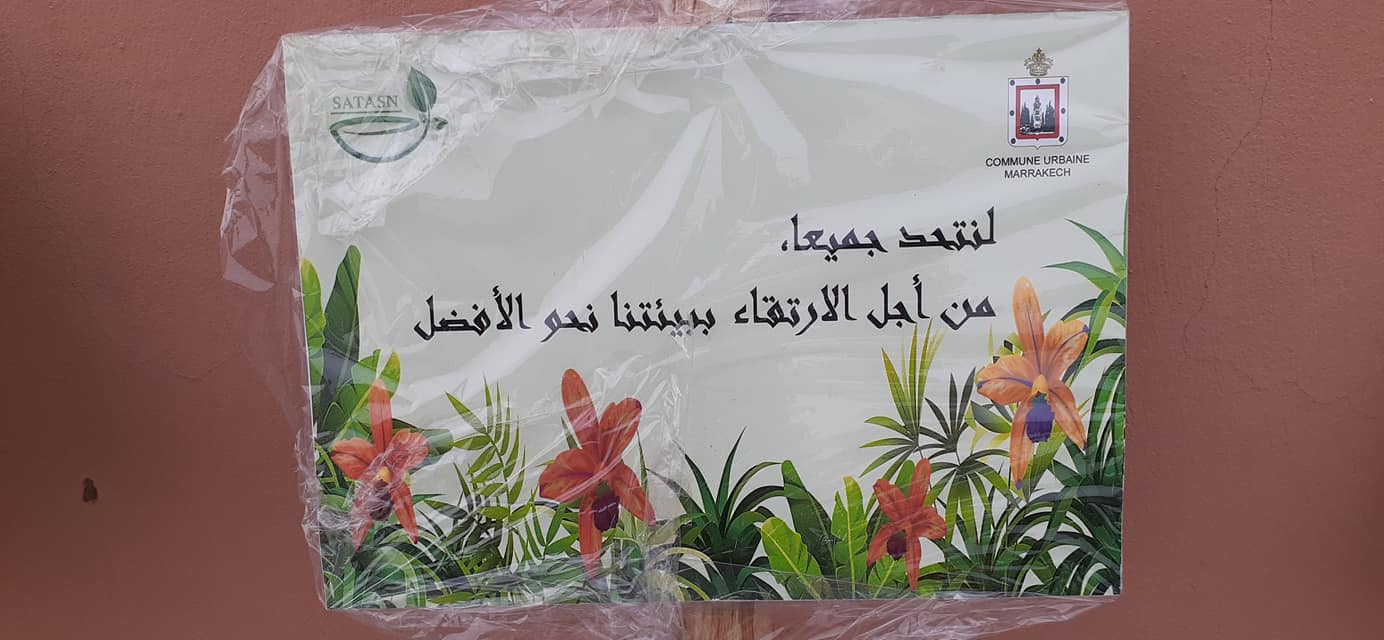 SATASN
COMMUNE URBAINE
MARRAKECH
لنتحد جميعا،
من أجل الارتقاء ببيئتنا نحو الأفضل